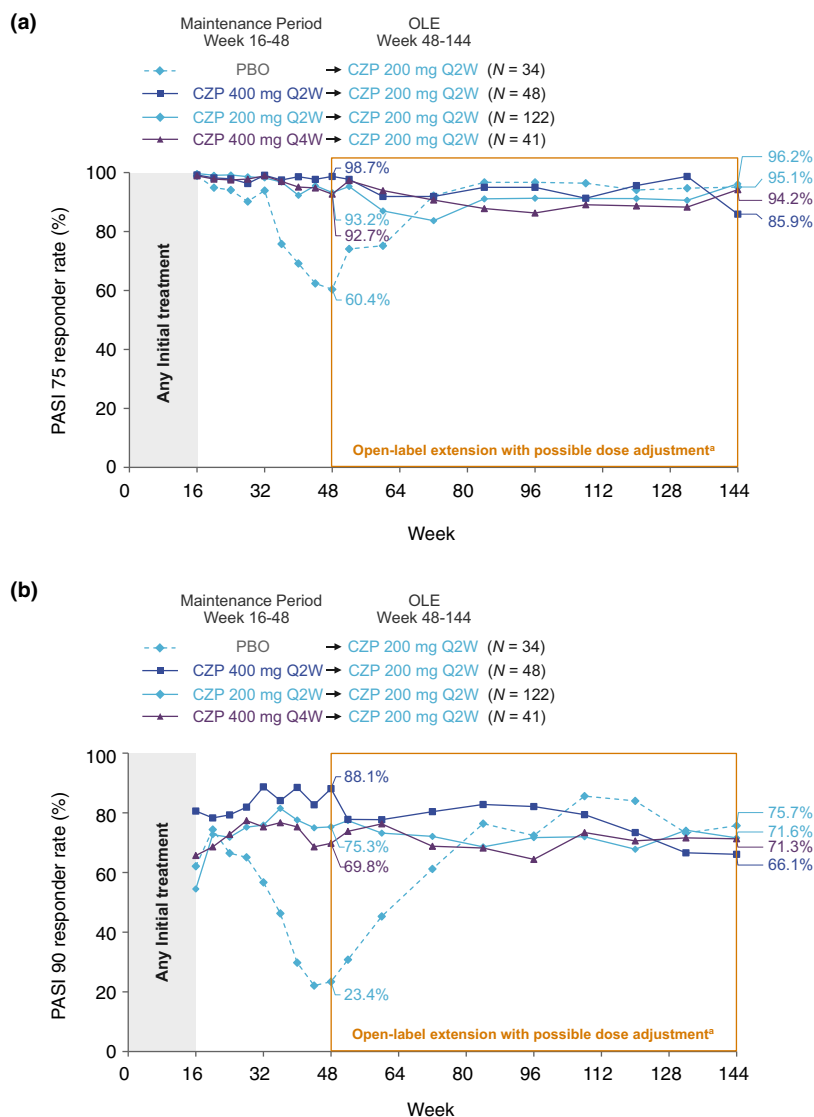 (a)
Maintenance Period OLE
Week 16-48 Week 48-144
PBO → CZP 200 mg Q2W (N = 34)
CZP 400 mg Q2W → CZP 200 mg Q2W (N = 48)
CZP 200 mg Q2W → CZP 200 mg Q2W (N = 122)
CZP 400 mg Q4W → CZP 200 mg Q2W (N = 41)
PASI 75 responder rate (%)
100
80
60
40
20
0
Any Initial treatment
98.7%
93.2%
92.7%
60.4%
96.2%
95.1%
94.2%
85.9%
Open-label extension with possible dose adjustmentᵃ
0 16 32 48 64 80 96 112 128 144
Week
(b)
Maintenance Period OLE
Week 16-48 Week 48-144
PBO → CZP 200 mg Q2W (N = 34)
CZP 400 mg Q2W → CZP 200 mg Q2W (N = 48)
CZP 200 mg Q2W → CZP 200 mg Q2W (N = 122)
CZP 400 mg Q4W → CZP 200 mg Q2W (N = 41)
PASI 90 responder rate (%)
100
80
60
40
20
0
Any Initial treatment
88.1%
75.3%
69.8%
23.4%
75.7%
71.6%
71.3%
66.1%
Open-label extension with possible dose adjustmentᵃ
0 16 32 48 64 80 96 112 128 144
Week